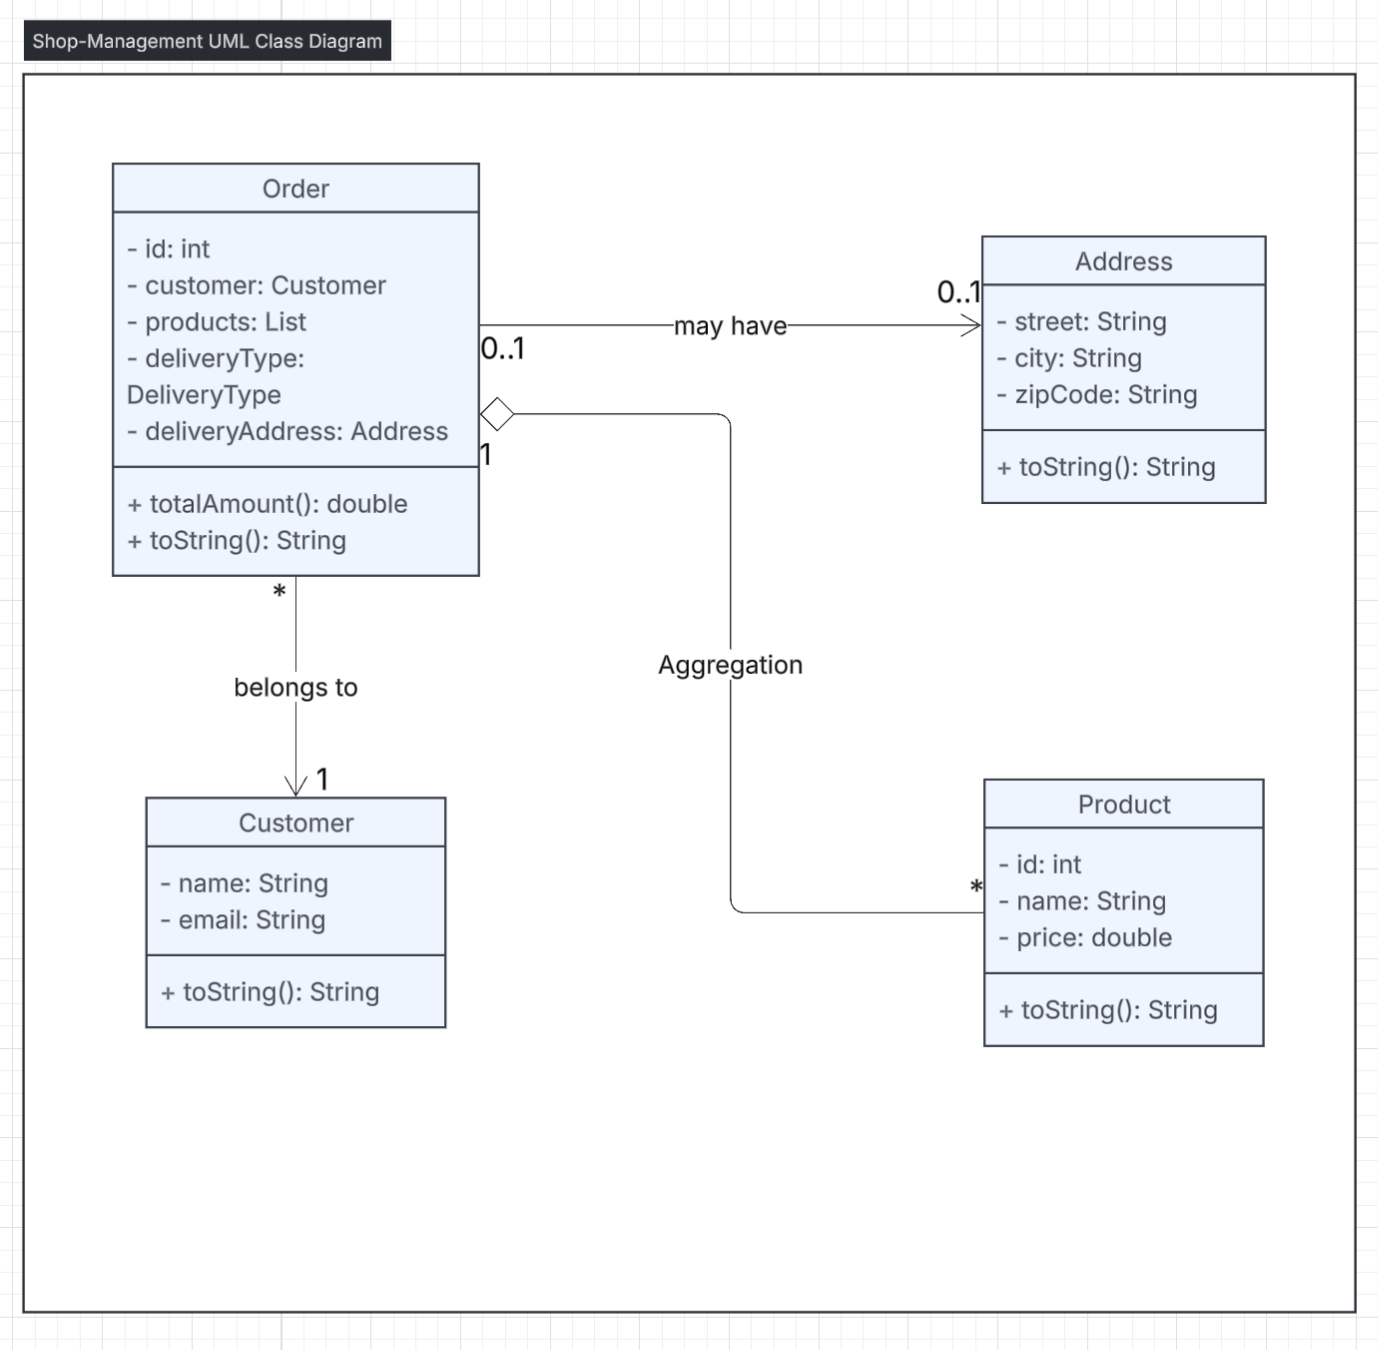 Shop-Management UML Class Diagram
Order
- id: int
- customer: Customer
- products: List
- deliveryType:
DeliveryType
- deliveryAddress: Address
+ totalAmount(): double
+ toString(): String
0..1
may have
0..1
Address
- street: String
- city: String
- zipCode: String
+ toString(): String
1
Aggregation
*
*
belongs to
1
Customer
- name: String
- email: String
+ toString(): String
Product
- id: int
- name: String
- price: double
+ toString(): String